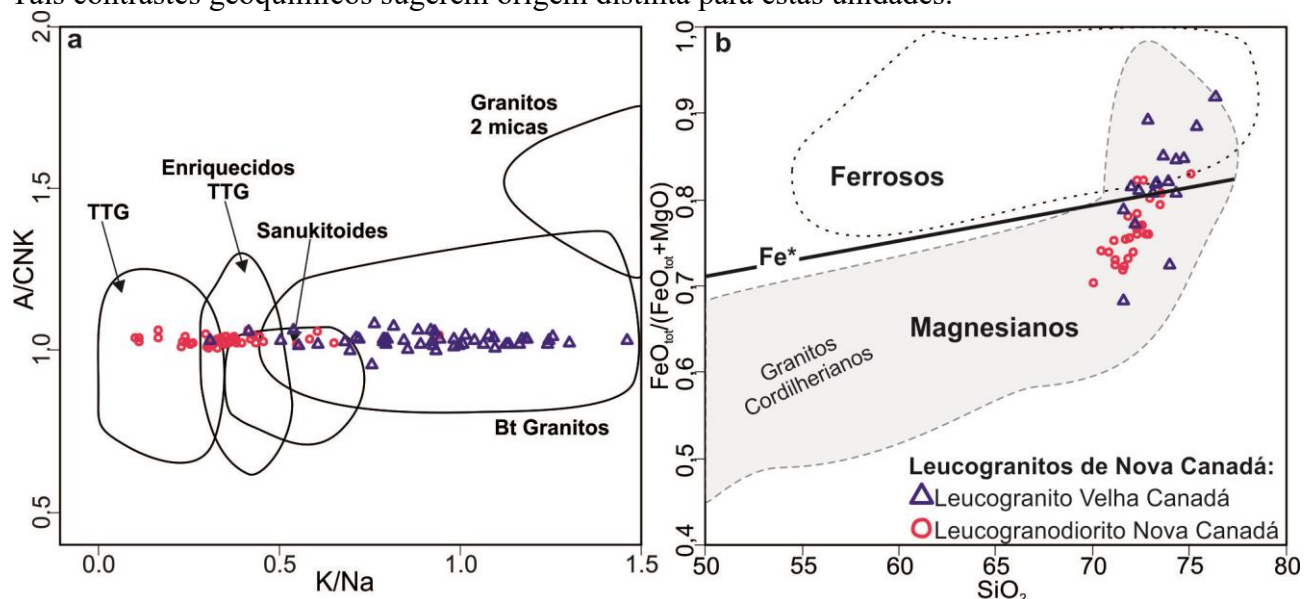 Tais contrastes geoquímicos sugerem origem distinta para estas unidades.
a
2.0
1.5
1.0
0.5
A/CNK
Granitos
2 micas
Enriquecidos
TTG
TTG
Sanukitoides
Bt Granitos
0.0
0.5
1.0
1.5
K/Na
b
1,0
0,9
0,8
0,7
0,6
0,5
0,4
FeOtot/(FeOtot+MgO)
Ferrosos
Fe*
Magnesianos
Granitos
Cordilherianos
Leucogranitos de Nova Canadá:
Leucogranito Velha Canadá
Leucogranodiorito Nova Canadá
50
55
60
65
70
75
80
SiO2